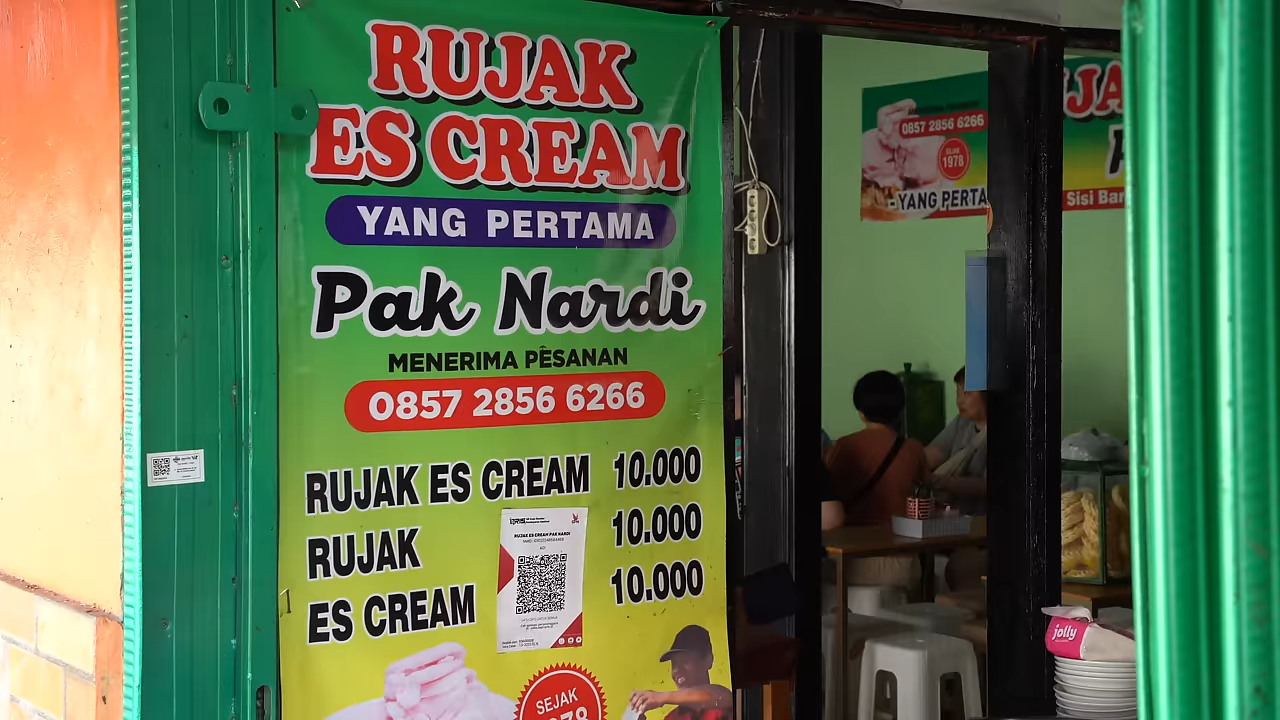 RUJAK
ES CREAM
YANG PERTAMA
Pak Nardi
MENERIMA PESANAN
0857 2856 6266
RUJAK ES CREAM 10.000
RUJAK 10.000
ES CREAM 10.000
RUJAK ES CREAM PAK NARDI
SEJAK
0857 2856 6266
SEJAK
1978
- YANG PERTA
Sisi Bar
jolly